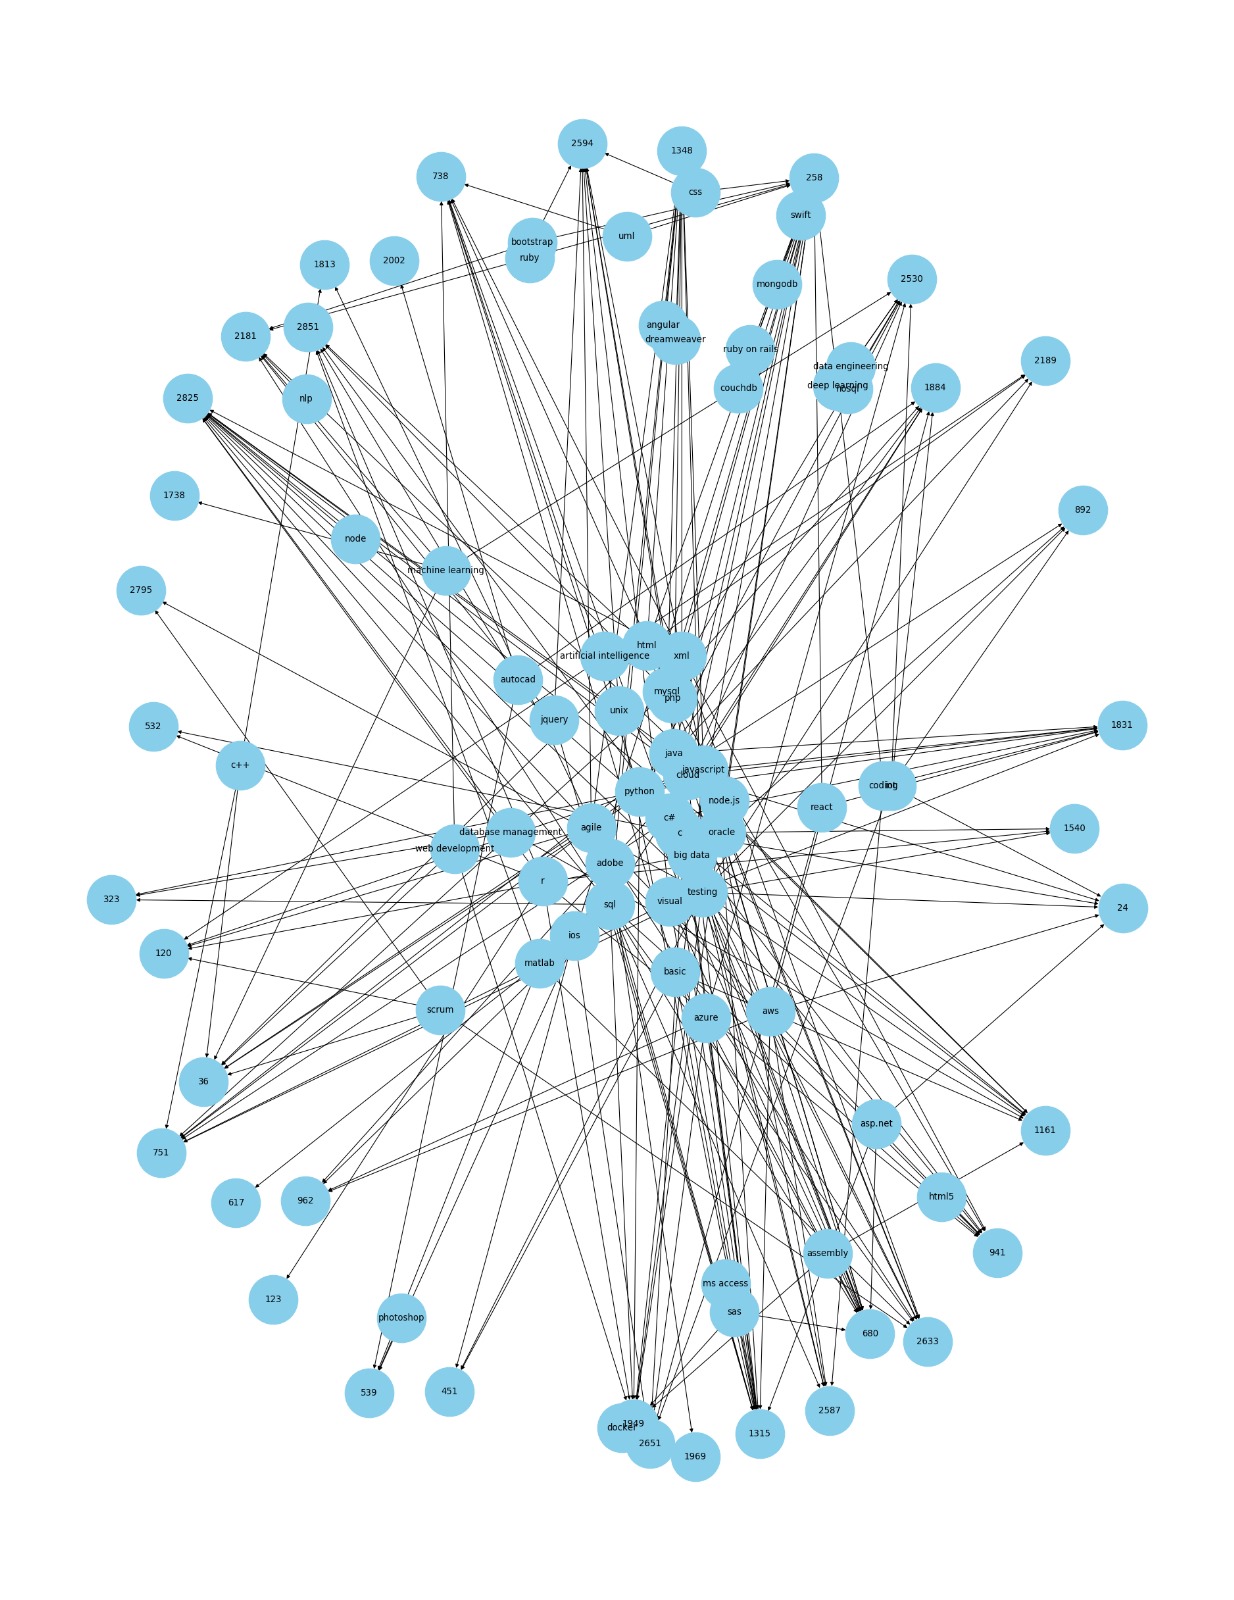 2594
1348
738
258
css
swift
uml
bootstrap
ruby
2002
1813
2530
mongodb
angular
2851
2181
dreamweaver
ruby on rails
2189
data engineering
deep learning
nosql
couchdb
1884
2825
nlp
1738
892
node
machine learning
2795
html
artificial intelligence
xml
autocad
mysql
php
unix
jquery
532
1831
java
c++
javascript
cloud
coding
python
node.js
react
c#
agile
1540
database management
c
oracle
web development
big data
adobe
r
testing
323
visual
sql
24
ios
120
matlab
basic
scrum
aws
azure
36
asp.net
1161
751
html5
962
617
941
assembly
ms access
123
sas
photoshop
680
2633
451
539
2587
1949
docker
1315
2651
1969